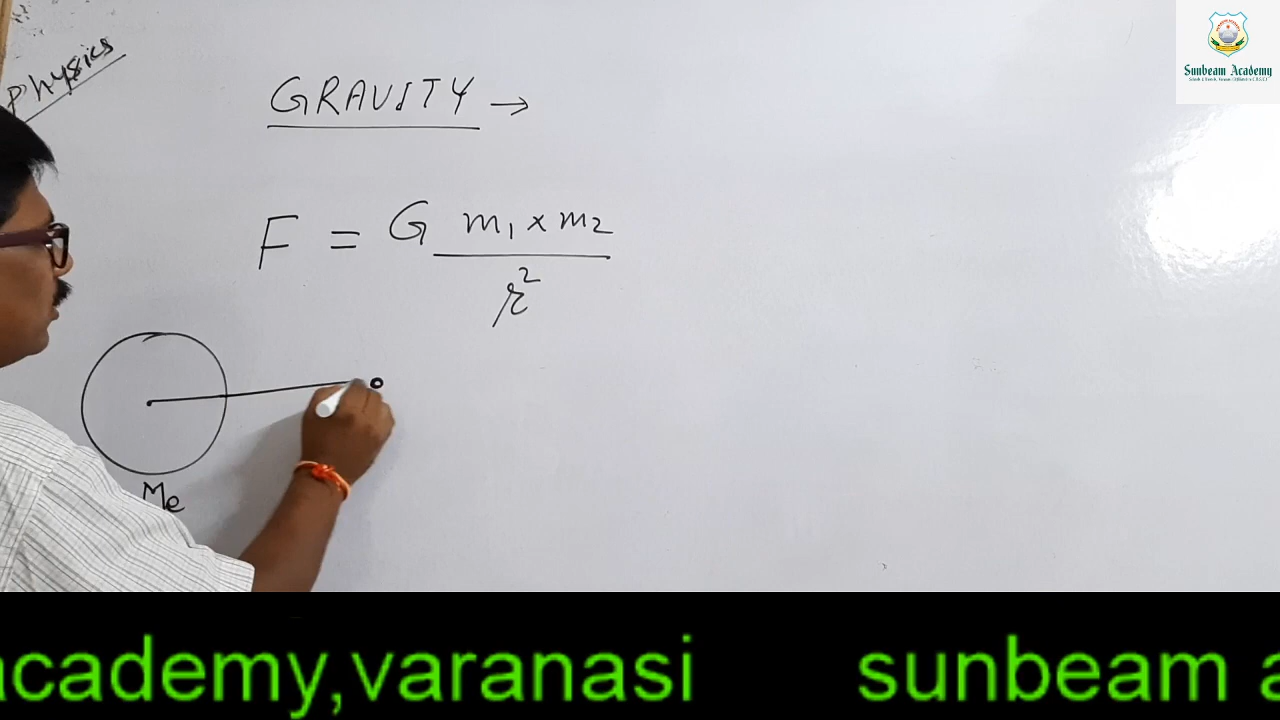 Physics
GRAVITY →
F = G m₁ × m₂
r²
Me
Sunbeam Academy
academy,varanasi sunbeam a